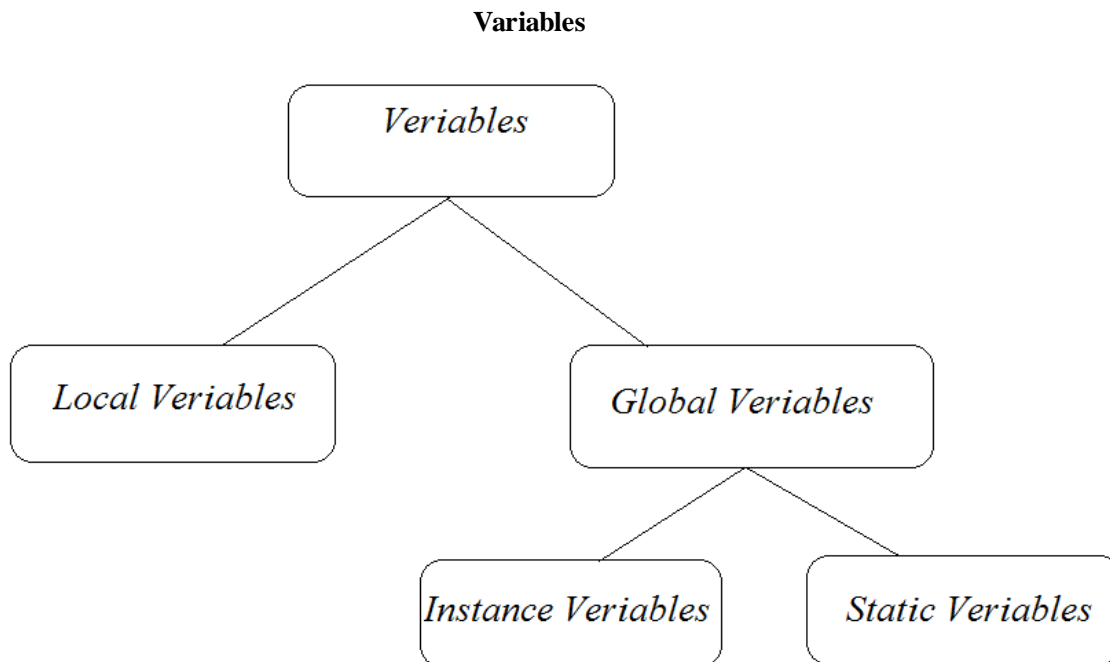 Variables
Veriables
Local Veriables
Global Veriables
Instance Veriables
Static Veriables